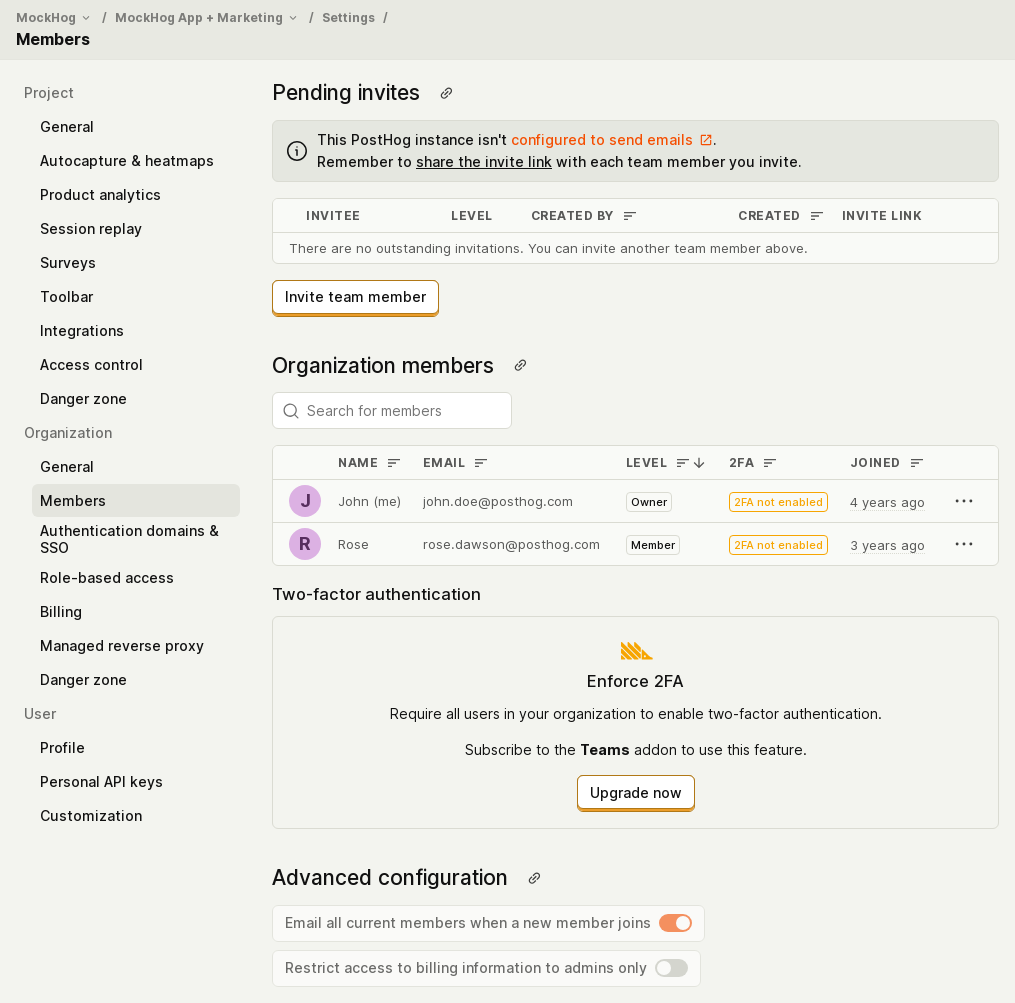 MockHog / MockHog App + Marketing / Settings /
Members
Project
General
Autocapture & heatmaps
Product analytics
Session replay
Surveys
Toolbar
Integrations
Access control
Danger zone
Organization
General
Members
Authentication domains &
SSO
Role-based access
Billing
Managed reverse proxy
Danger zone
User
Profile
Personal API keys
Customization
Pending invites
This PostHog instance isn't configured to send emails.
Remember to share the invite link with each team member you invite.
INVITEE LEVEL CREATED BY CREATED INVITE LINK
There are no outstanding invitations. You can invite another team member above.
Invite team member
Organization members
Search for members
NAME EMAIL LEVEL 2FA JOINED
J John (me) john.doe@posthog.com Owner 2FA not enabled 4 years ago
R Rose rose.dawson@posthog.com Member 2FA not enabled 3 years ago
Two-factor authentication
Enforce 2FA
Require all users in your organization to enable two-factor authentication.
Subscribe to the Teams addon to use this feature.
Upgrade now
Advanced configuration
Email all current members when a new member joins
Restrict access to billing information to admins only